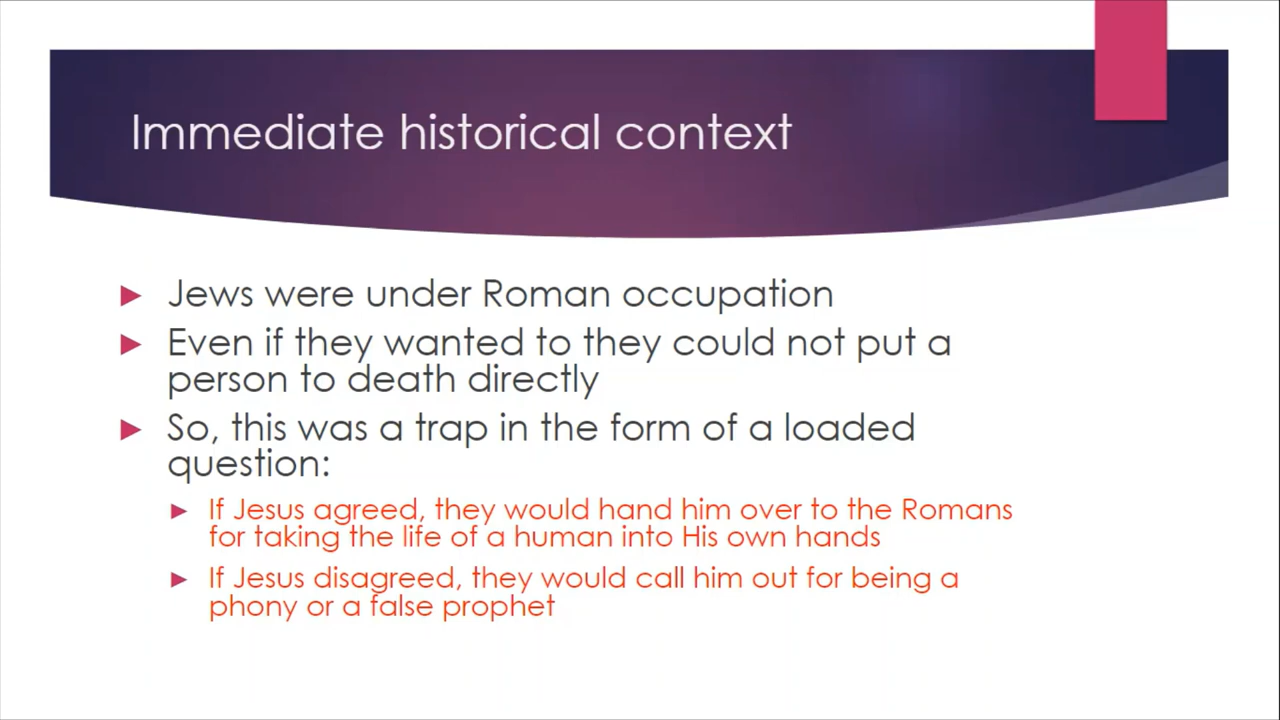 Immediate historical context
Jews were under Roman occupation
Even if they wanted to they could not put a
person to death directly
So, this was a trap in the form of a loaded
question:
If Jesus agreed, they would hand him over to the Romans
for taking the life of a human into His own hands
If Jesus disagreed, they would call him out for being a
phony or a false prophet